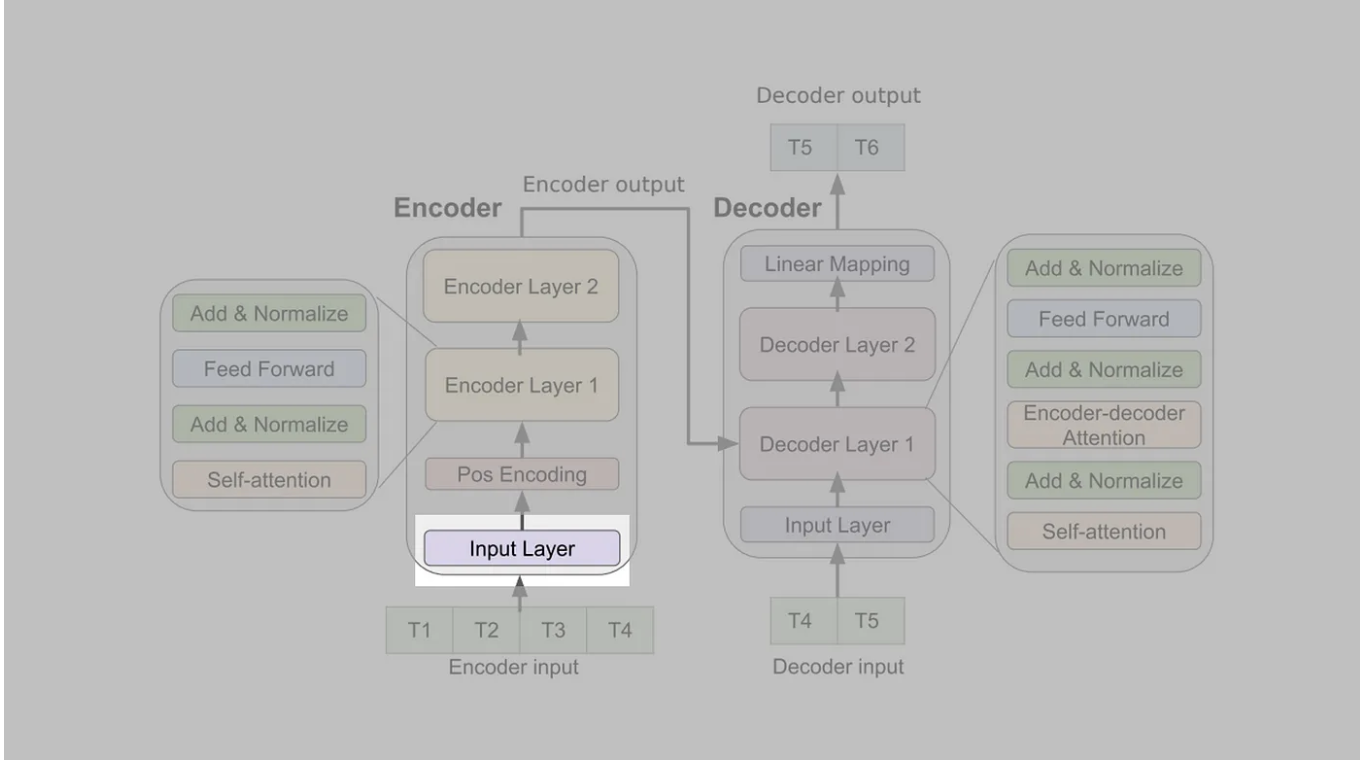 Decoder output
T5 T6
Encoder output
Encoder
Decoder
Add & Normalize
Feed Forward
Add & Normalize
Self-attention
Encoder Layer 2
Encoder Layer 1
Pos Encoding
Input Layer
T1 T2 T3 T4
Encoder input
Linear Mapping
Decoder Layer 2
Decoder Layer 1
Input Layer
T4 T5
Decoder input
Add & Normalize
Feed Forward
Add & Normalize
Encoder-decoder
Attention
Add & Normalize
Self-attention